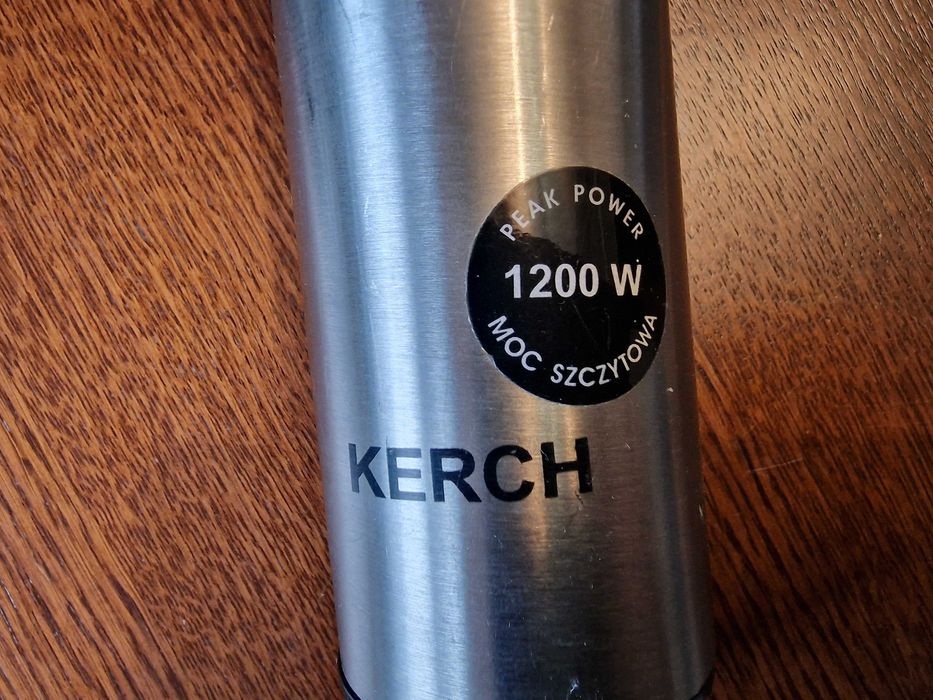 PEAK POWER
1200 W
MOC SZCZYTOWA
KERCH